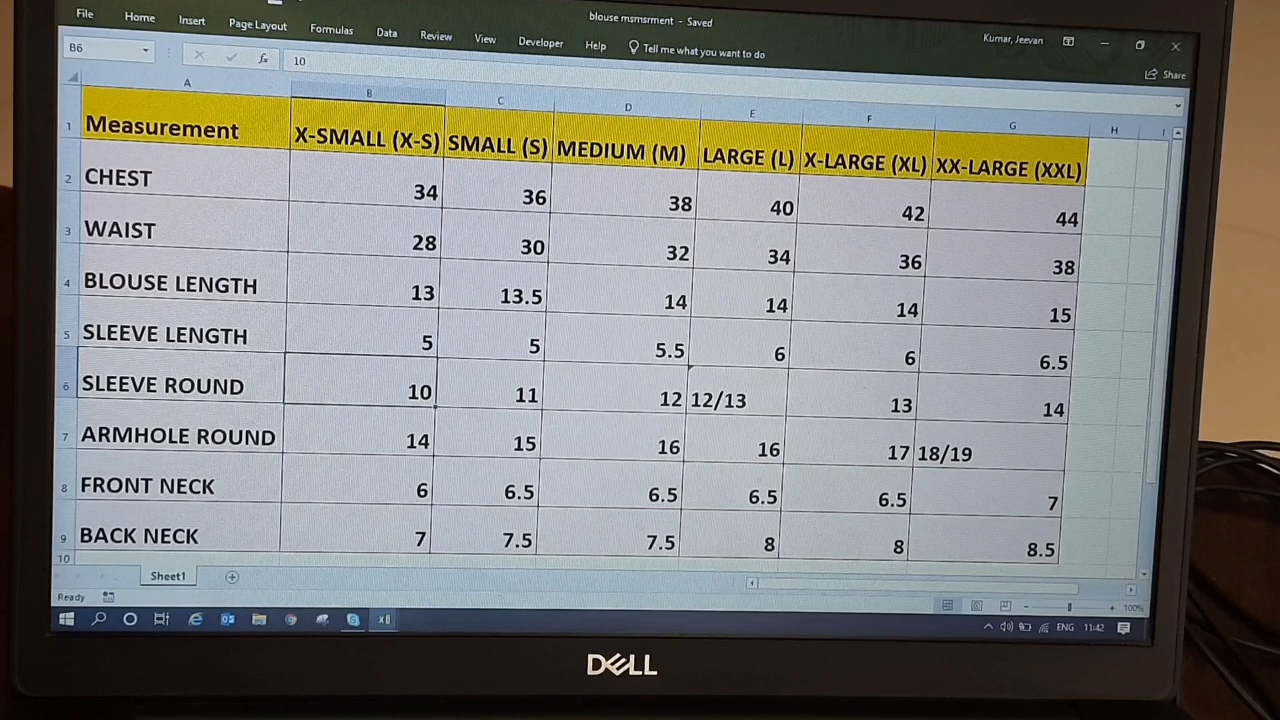 blouse msmsrment - Saved
Kumar, Jeevan
File Home Insert Page Layout Formulas Data Review View Developer Help Tell me what you want to do
Share
B6 fx 10
A B C D E F G H I
1 Measurement X-SMALL (X-S) SMALL (S) MEDIUM (M) LARGE (L) X-LARGE (XL) XX-LARGE (XXL)
2 CHEST 34 36 38 40 42 44
3 WAIST 28 30 32 34 36 38
4 BLOUSE LENGTH 13 13.5 14 14 14 15
5 SLEEVE LENGTH 5 5 5.5 6 6 6.5
6 SLEEVE ROUND 10 11 12 12/13 13 14
7 ARMHOLE ROUND 14 15 16 16 17 18/19
8 FRONT NECK 6 6.5 6.5 6.5 6.5 7
9 BACK NECK 7 7.5 7.5 8 8 8.5
10
Sheet1
Ready
100%
ENG 11:42
DELL